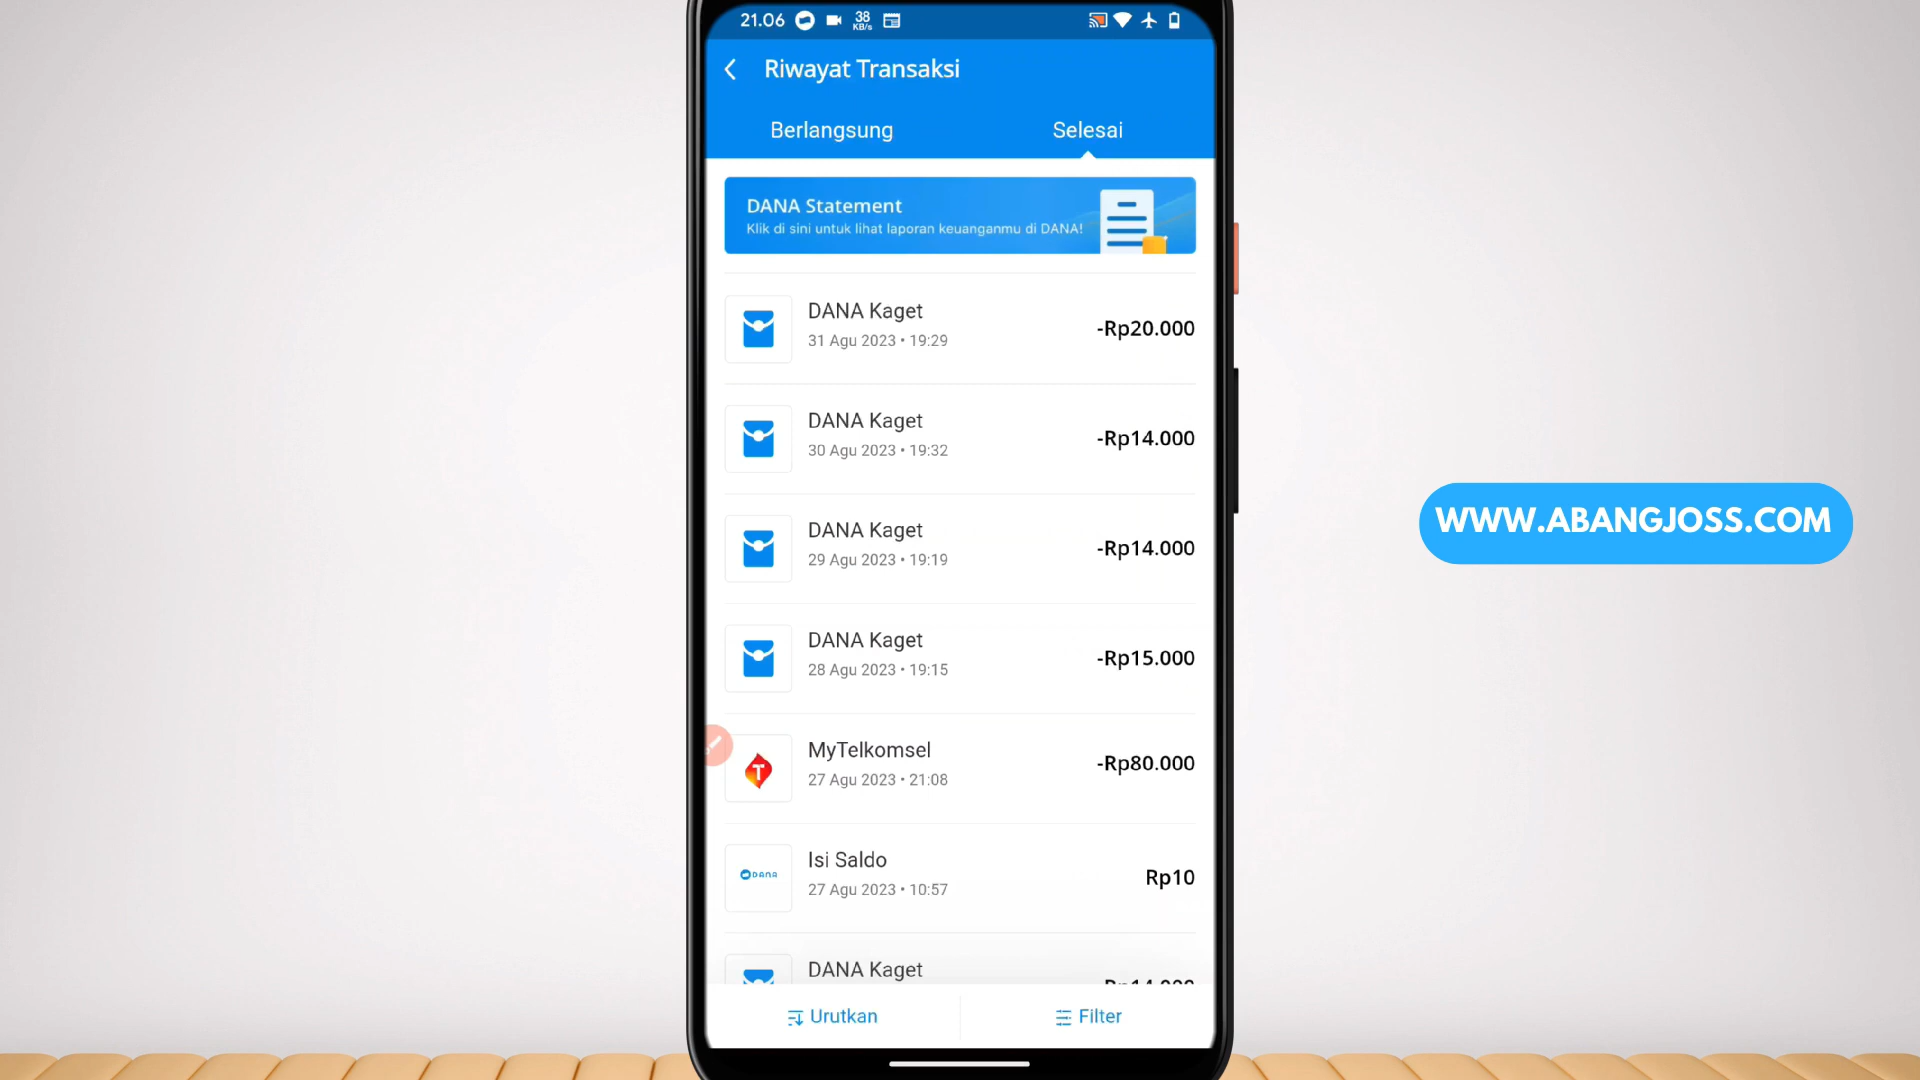 21.06 38 KB/s
Riwayat Transaksi
Berlangsung Selesai
DANA Statement
Klik di sini untuk lihat laporan keuanganmu di DANA!
DANA Kaget
31 Agu 2023 • 19:29
-Rp20.000
DANA Kaget
30 Agu 2023 • 19:32
-Rp14.000
DANA Kaget
29 Agu 2023 • 19:19
-Rp14.000
DANA Kaget
28 Agu 2023 • 19:15
-Rp15.000
MyTelkomsel
27 Agu 2023 • 21:08
-Rp80.000
T
Isi Saldo
27 Agu 2023 • 10:57
Rp10
DANA
DANA Kaget
Urutkan Filter
WWW.ABANGJOSS.COM